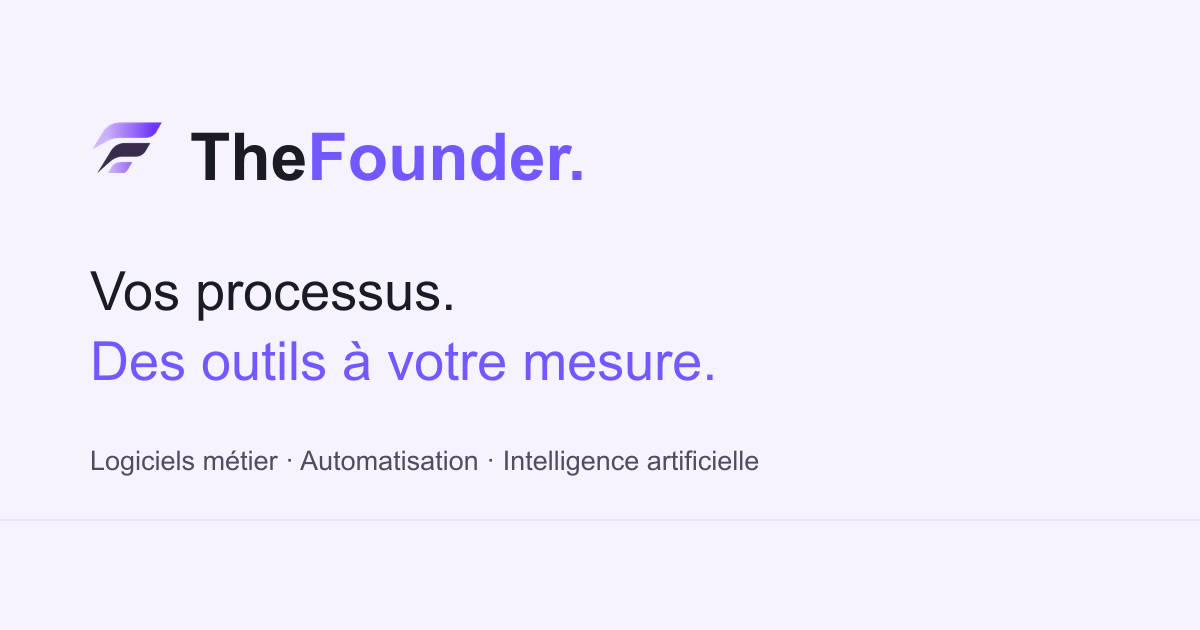 TheFounder.
Vos processus.
Des outils à votre mesure.
Logiciels métier · Automatisation · Intelligence artificielle